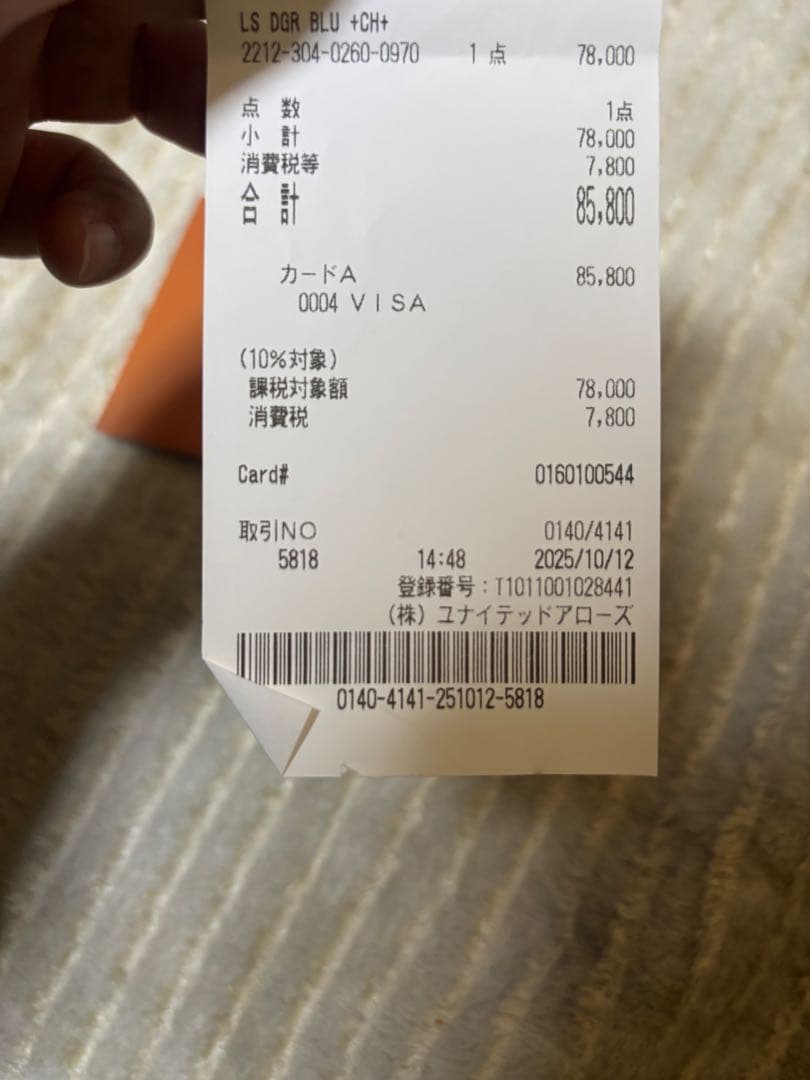 LS DGR BLU +CH+
2212-304-0260-0970 1点 78,000
点 数 1点
小 計 78,000
消費税等 7,800
合 計 85,800
カードA 85,800
0004 VISA
(10%対象)
課税対象額 78,000
消費税 7,800
Card# 0160100544
取引NO 0140/4141
5818 14:48 2025/10/12
登録番号:T1011001028441
(株) ユナイテッドアローズ
0140-4141-251012-5818